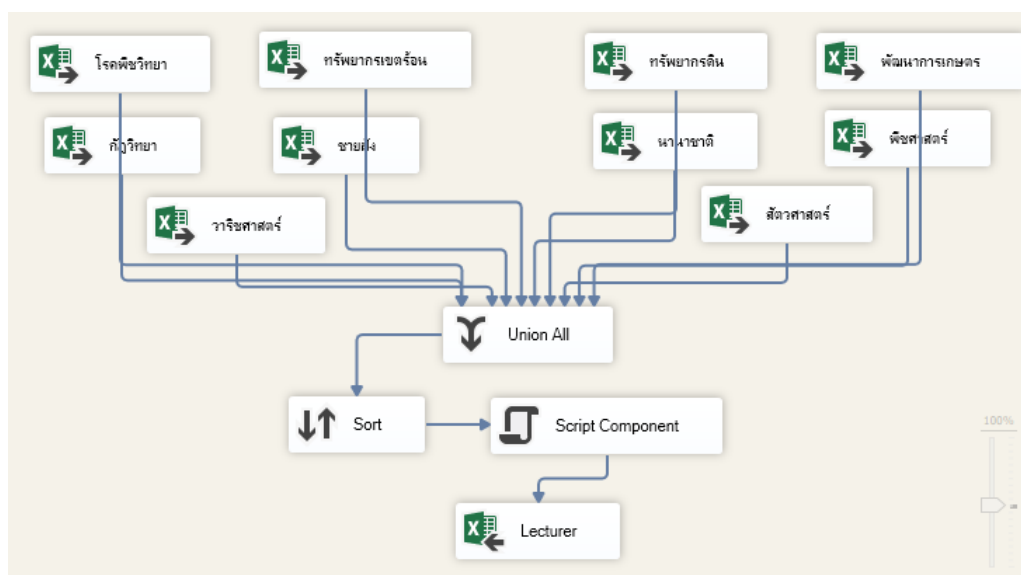 โรคพืชวิทยา
ทรัพยากรเขตร้อน
ทรัพยากรดิน
พัฒนาการเกษตร
กีฏวิทยา
ชายฝั่ง
นานาชาติ
พืชศาสตร์
วาริชศาสตร์
สัตวศาสตร์
Union All
Sort
Script Component
100%
Lecturer